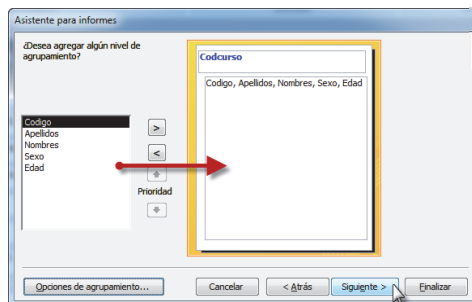 Asistente para informes
¿Desea agregar algún nivel de
agrupamiento?
Codcurso
Codigo, Apellidos, Nombres, Sexo, Edad
Codigo
Apellidos
Nombres
Sexo
Edad
>
<
Prioridad
Opciones de agrupamiento...
Cancelar
< Atrás
Siguiente >
Finalizar